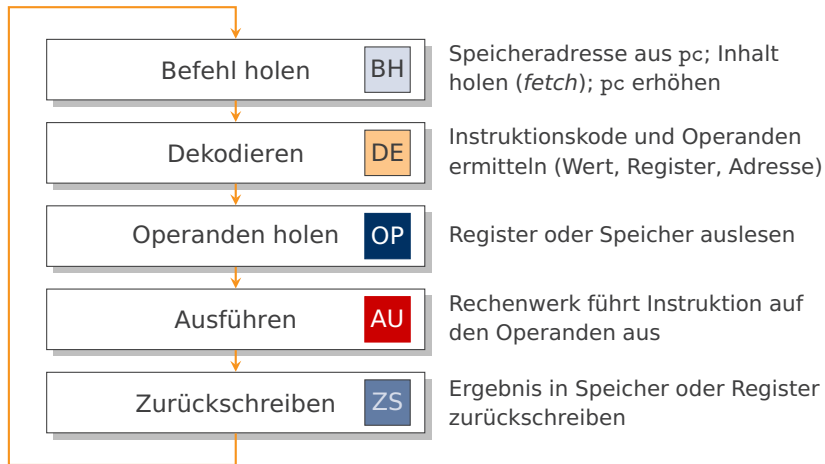 Befehl holen
BH
Speicheradresse aus pc; Inhalt
holen (fetch); pc erhöhen
Dekodieren
DE
Instruktionskode und Operanden
ermitteln (Wert, Register, Adresse)
Operanden holen
OP
Register oder Speicher auslesen
Ausführen
AU
Rechenwerk führt Instruktion auf
den Operanden aus
Zurückschreiben
ZS
Ergebnis in Speicher oder Register
zurückschreiben